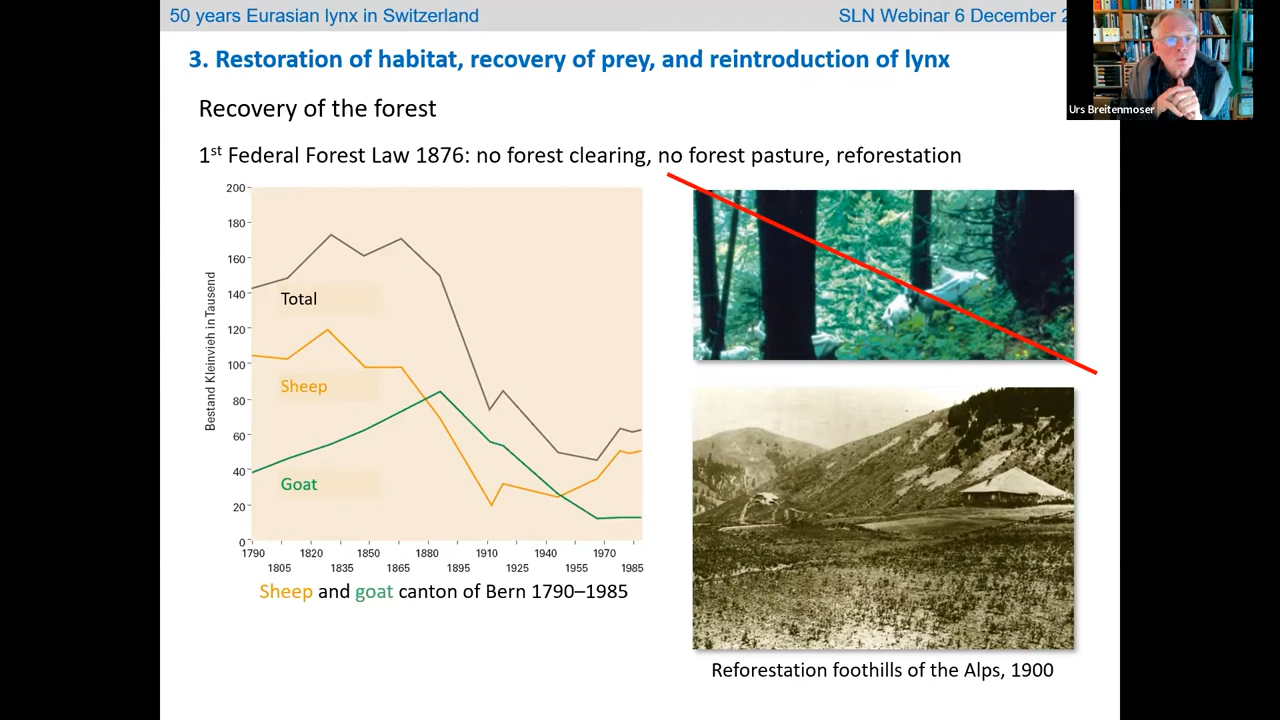 50 years Eurasian lynx in Switzerland
SLN Webinar 6 December
3. Restoration of habitat, recovery of prey, and reintroduction of lynx
Urs Breitenmoser
Recovery of the forest
1st Federal Forest Law 1876: no forest clearing, no forest pasture, reforestation
Bestand Kleinvieh in Tausend
200
180
160
140
120
100
80
60
40
20
0
Total
Sheep
Goat
1790 1820 1850 1880 1910 1940 1970
1805 1835 1865 1895 1925 1955 1985
Sheep and goat canton of Bern 1790–1985
Reforestation foothills of the Alps, 1900